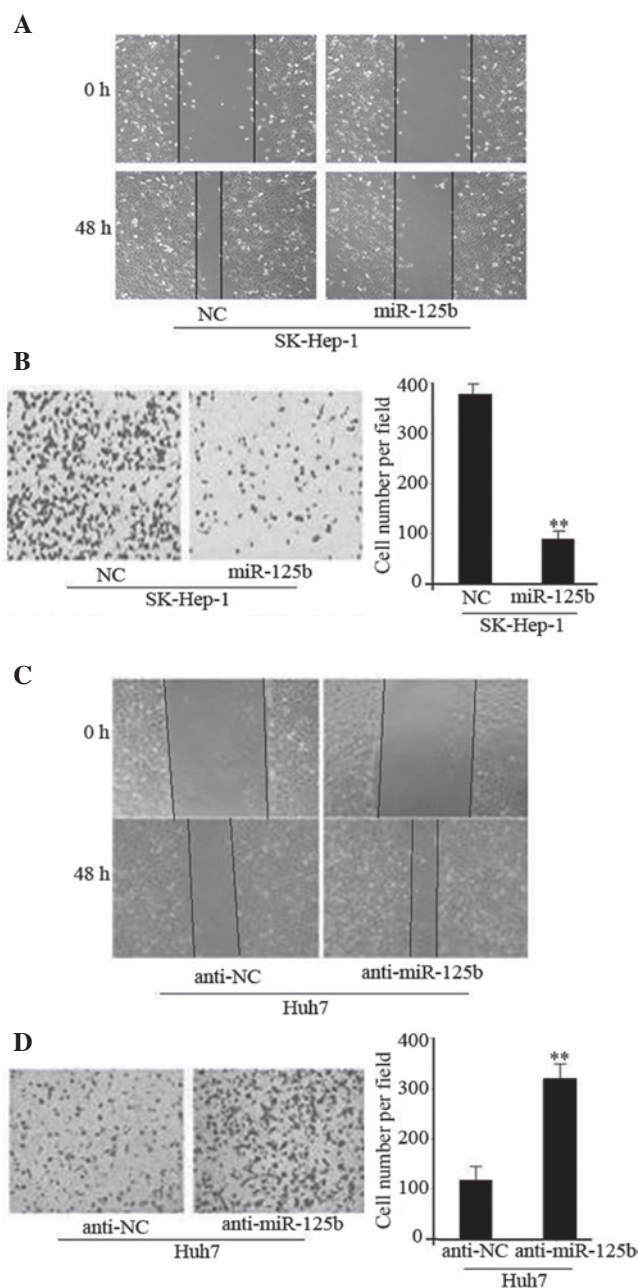 A
0 h
48 h
NC miR-125b
SK-Hep-1
B
NC miR-125b
SK-Hep-1
Cell number per field
400
300
200
100
0
**
NC miR-125b
SK-Hep-1
C
0 h
48 h
anti-NC anti-miR-125b
Huh7
D
anti-NC anti-miR-125b
Huh7
Cell number per field
400
300
200
100
0
**
anti-NC anti-miR-125b
Huh7